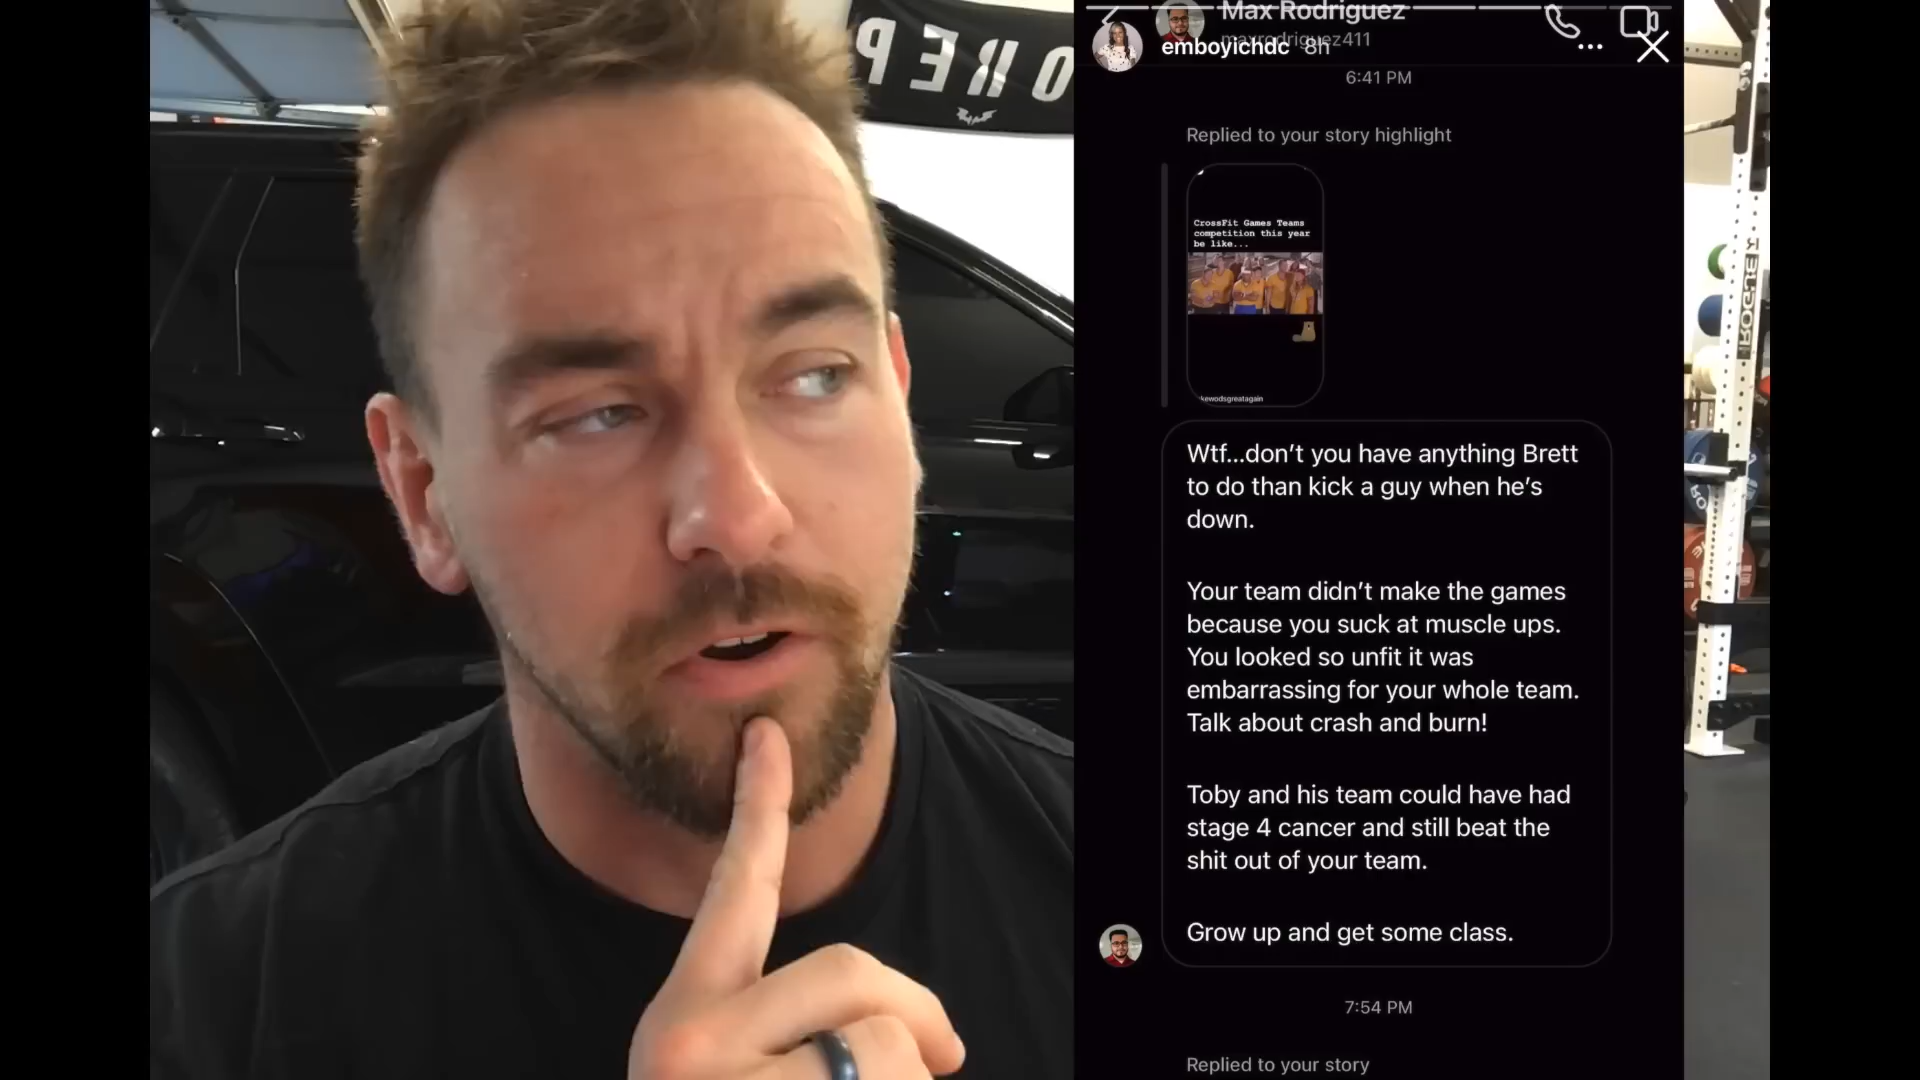 OREP
Max Rodriguez
maxrodriguez411
emboyichdc 8h
6:41 PM
Replied to your story highlight
CrossFit Games Teams
competition this year
be like...
kewodsgreatagain
Wtf...don’t you have anything Brett
to do than kick a guy when he’s
down.
Your team didn’t make the games
because you suck at muscle ups.
You looked so unfit it was
embarrassing for your whole team.
Talk about crash and burn!
Toby and his team could have had
stage 4 cancer and still beat the
shit out of your team.
Grow up and get some class.
7:54 PM
Replied to your story
ROGUE